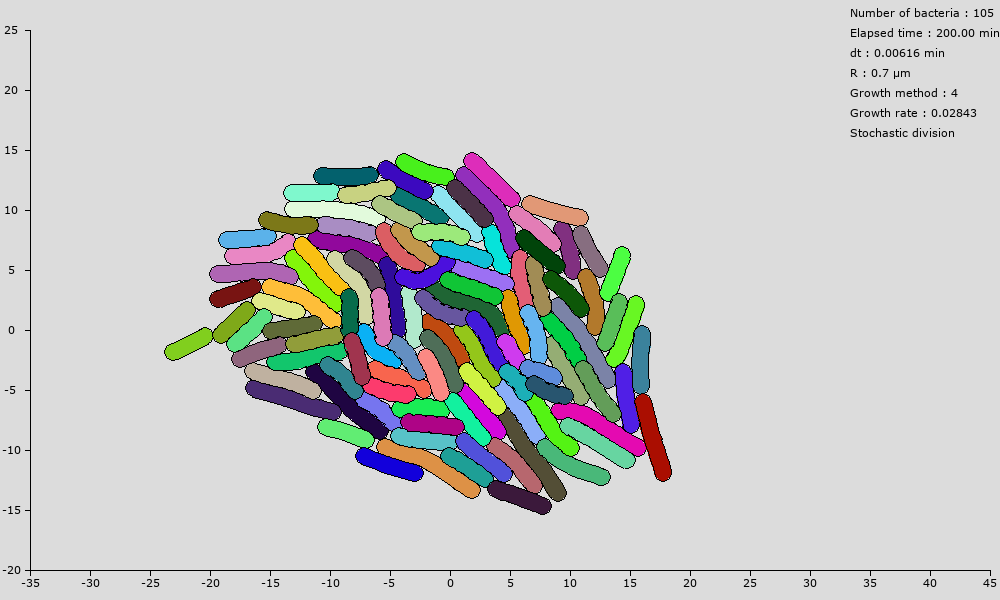 Number of bacteria : 105
Elapsed time : 200.00 min
dt : 0.00616 min
R : 0.7 µm
Growth method : 4
Growth rate : 0.02843
Stochastic division
25
20
15
10
5
0
-5
-10
-15
-20
-35 -30 -25 -20 -15 -10 -5 0 5 10 15 20 25 30 35 40 45